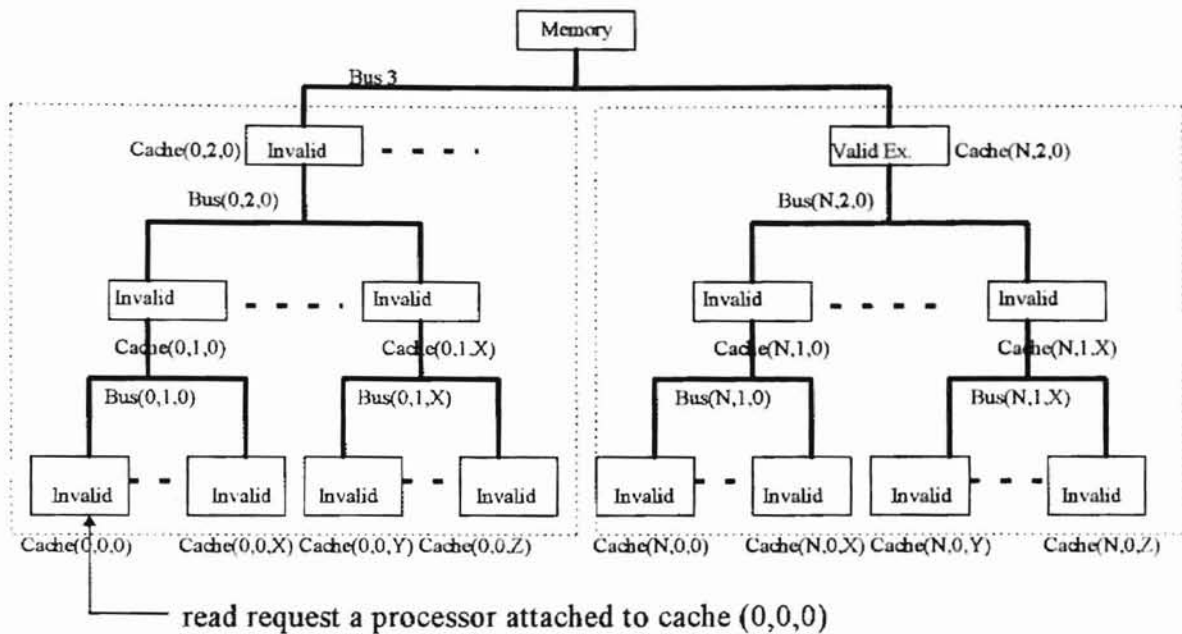 Memory
Bus 3
Cache(0,2,0) Invalid Valid Ex. Cache(N,2,0)
Bus(0,2,0) Bus(N,2,0)
Invalid Invalid Invalid Invalid
Cache(0,1,0) Cache(0,1,X) Cache(N,1,0) Cache(N,1,X)
Bus(0,1,0) Bus(0,1,X) Bus(N,1,0) Bus(N,1,X)
Invalid Invalid Invalid Invalid Invalid Invalid Invalid Invalid
Cache(0,0,0) Cache(0,0,X) Cache(0,0,Y) Cache(0,0,Z) Cache(N,0,0) Cache(N,0,X) Cache(N,0,Y) Cache(N,0,Z)
read request a processor attached to cache (0,0,0)